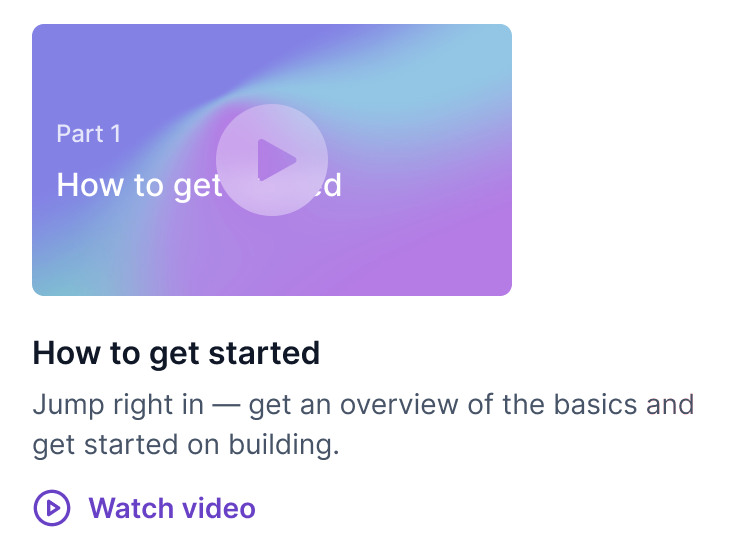 Part 1
How to get
How to get started
Jump right in — get an overview of the basics and
get started on building.
Watch video